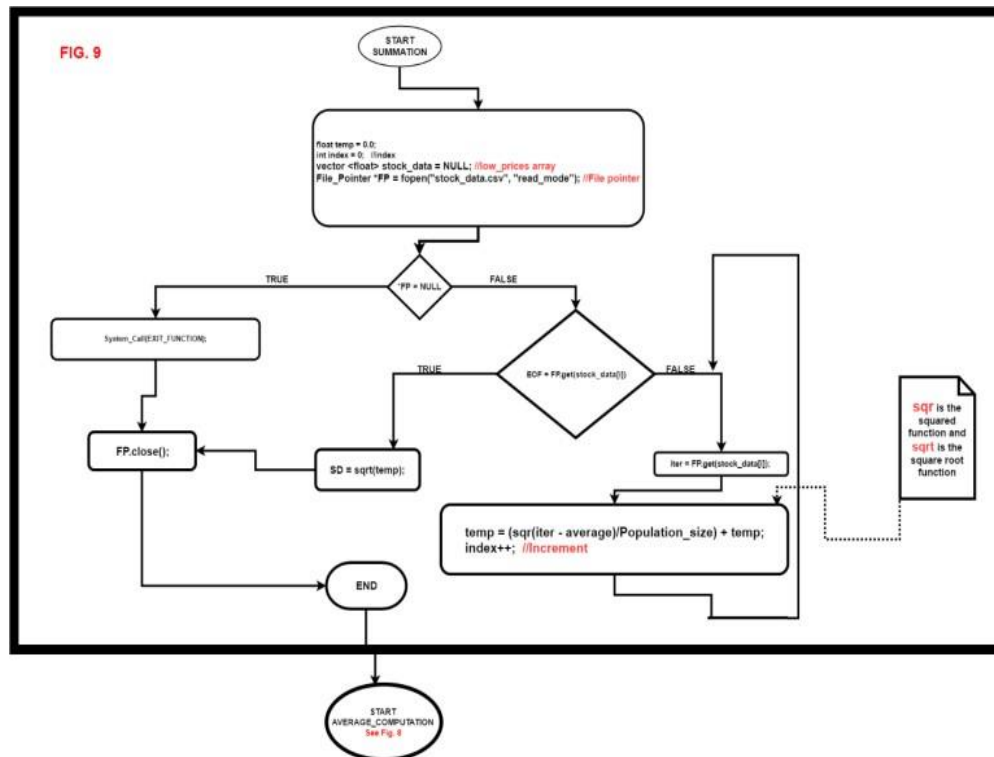 FIG. 9
START
SUMMATION
float temp = 0.0;
int index = 0; //index
vector <float> stock_data = NULL; //low_prices array
File_Pointer *FP = fopen("stock_data.csv", "read_mode"); //File pointer
TRUE
*FP = NULL
FALSE
System_Call(EXIT_FUNCTION);
TRUE
EOF = FP.get(stock_data[i])
FALSE
sqr is the
squared
function and
sqrt is the
square root
function
FP.close();
SD = sqrt(temp);
iter = FP.get(stock_data[i]);
temp = (sqr(iter - average)/Population_size) + temp;
index++; //Increment
END
START
AVERAGE_COMPUTATION
See Fig. 8